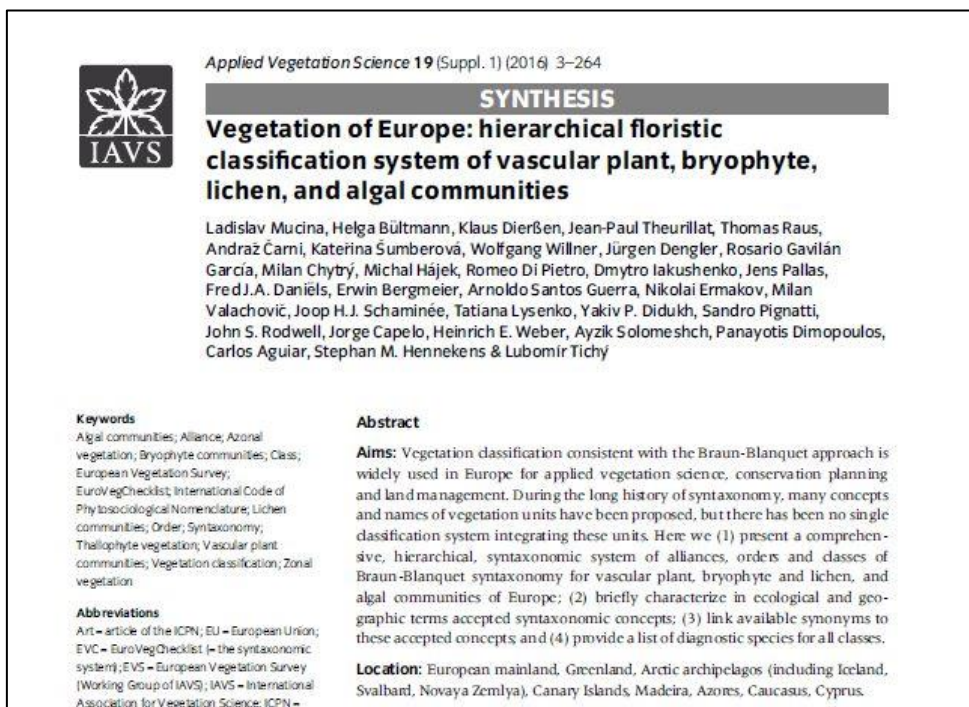 Applied Vegetation Science 19 (Suppl. 1) (2016) 3–264
IAVS
SYNTHESIS
Vegetation of Europe: hierarchical floristic
classification system of vascular plant, bryophyte,
lichen, and algal communities
Ladislav Mucina, Helga Bültmann, Klaus Dierßen, Jean-Paul Theurillat, Thomas Raus,
Andraž Čarni, Kateřina Šumberová, Wolfgang Willner, Jürgen Dengler, Rosario Gavilán
García, Milan Chytrý, Michal Hájek, Romeo Di Pietro, Dmytro Iakushenko, Jens Pallas,
Fred J.A. Daniëls, Erwin Bergmeier, Arnoldo Santos Guerra, Nikolai Ermakov, Milan
Valachovič, Joop H.J. Schaminée, Tatiana Lysenko, Yakiv P. Didukh, Sandro Pignatti,
John S. Rodwell, Jorge Capelo, Heinrich E. Weber, Ayzik Solomeshch, Panayotis Dimopoulos,
Carlos Aguiar, Stephan M. Hennekens & Lubomír Tichý
Keywords
Algal communities; Alliance; Azonal
vegetation; Bryophyte communities; Class;
European Vegetation Survey;
EuroVegChecklist; International Code of
Phytosociological Nomenclature; Lichen
communities; Order; Syntaxonomy;
Thallophyte vegetation; Vascular plant
communities; Vegetation classification; Zonal
vegetation
Abbreviations
Art = article of the ICPN; EU = European Union;
EVC = EuroVegChecklist (= the syntaxonomic
system); EVS = European Vegetation Survey
(Working Group of IAVS); IAVS = International
Association for Vegetation Science; ICPN =
Abstract
Aims: Vegetation classification consistent with the Braun-Blanquet approach is
widely used in Europe for applied vegetation science, conservation planning
and land management. During the long history of syntaxonomy, many concepts
and names of vegetation units have been proposed, but there has been no single
classification system integrating these units. Here we (1) present a comprehen-
sive, hierarchical, syntaxonomic system of alliances, orders and classes of
Braun-Blanquet syntaxonomy for vascular plant, bryophyte and lichen, and
algal communities of Europe; (2) briefly characterize in ecological and geo-
graphic terms accepted syntaxonomic concepts; (3) link available synonyms to
these accepted concepts; and (4) provide a list of diagnostic species for all classes.
Location: European mainland, Greenland, Arctic archipelagos (including Iceland,
Svalbard, Novaya Zemlya), Canary Islands, Madeira, Azores, Caucasus, Cyprus.